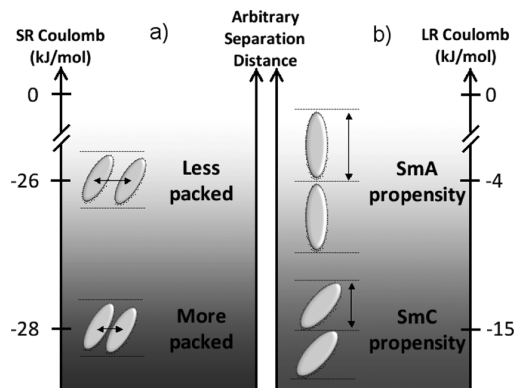 SR Coulomb
(kJ/mol)
a)
Arbitrary
Separation
Distance
b)
LR Coulomb
(kJ/mol)
0
-26
-28
Less
packed
More
packed
SmA
propensity
SmC
propensity
0
-4
-15